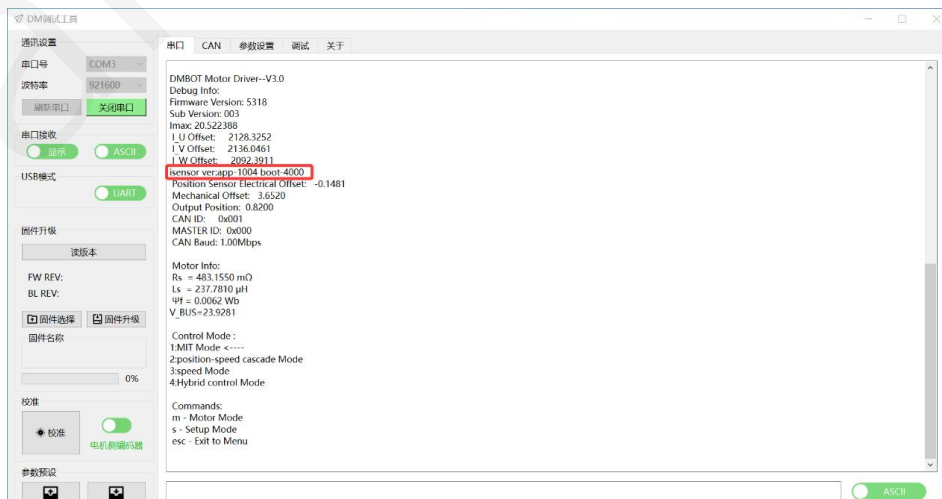 DM调试工具
通讯设置
串口号
COM3
波特率
921600
刷新串口
关闭串口
串口接收
显示
ASCII
USB模式
UART
固件升级
读版本
FW REV:
BL REV:
固件选择
固件升级
固件名称
0%
校准
校准
电机侧编码器
参数预设
串口 CAN 参数设置 调试 关于
DMBOT Motor Driver--V3.0
Debug Info:
Firmware Version: 5318
Sub Version: 003
Imax: 20.522388
I_U Offset: 2128.3252
I_V Offset: 2136.0461
I_W Offset: 2092.3911
isensor ver:app-1004 boot-4000
Position Sensor Electrical Offset: -0.1481
Mechanical Offset: 3.6520
Output Position: 0.8200
CAN ID: 0x001
MASTER ID: 0x000
CAN Baud: 1.00Mbps
Motor Info:
Rs = 483.1550 mΩ
Ls = 237.7810 μH
Ψf = 0.0062 Wb
V_BUS=23.9281
Control Mode :
1:MIT Mode <----
2:position-speed cascade Mode
3:speed Mode
4:Hybrid control Mode
Commands:
m - Motor Mode
s - Setup Mode
esc - Exit to Menu
ASCII